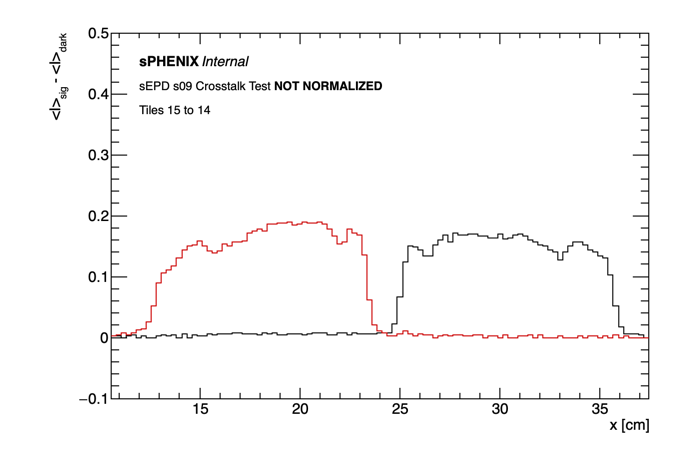 0.5
<|I|>sig - <|I|>dark
sPHENIX Internal
sEPD s09 Crosstalk Test NOT NORMALIZED
0.4
Tiles 15 to 14
0.3
0.2
0.1
0
−0.1
15 20 25 30 35
x [cm]